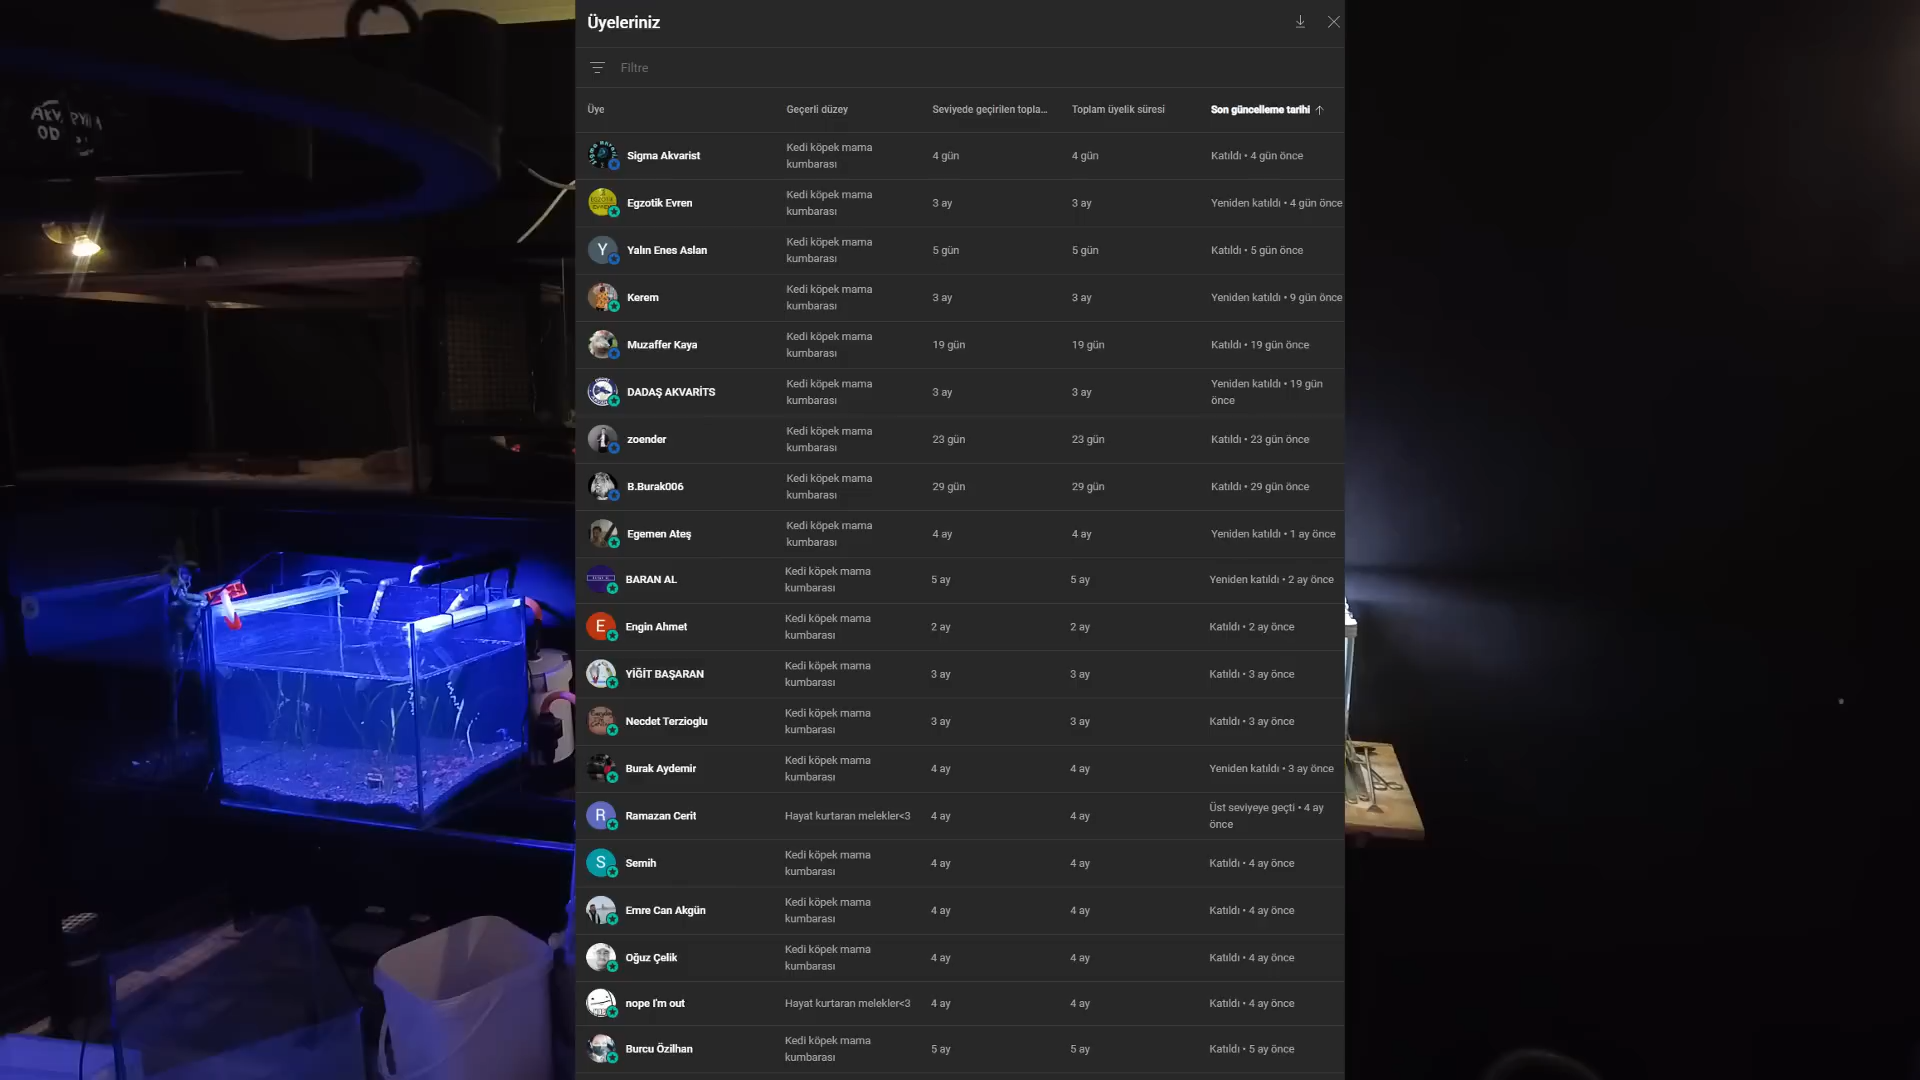 Üyeleriniz
Filtre
Üye Geçerli düzey Seviyede geçirilen topla... Toplam üyelik süresi Son güncelleme tarihi
Sigma Akvarist Kedi köpek mama kumbarası 4 gün 4 gün Katıldı • 4 gün önce
Egzotik Evren Kedi köpek mama kumbarası 3 ay 3 ay Yeniden katıldı • 4 gün önce
Y Yalın Enes Aslan Kedi köpek mama kumbarası 5 gün 5 gün Katıldı • 5 gün önce
Kerem Kedi köpek mama kumbarası 3 ay 3 ay Yeniden katıldı • 9 gün önce
Muzaffer Kaya Kedi köpek mama kumbarası 19 gün 19 gün Katıldı • 19 gün önce
DADAŞ AKVARİTS Kedi köpek mama kumbarası 3 ay 3 ay Yeniden katıldı • 19 gün önce
zoender Kedi köpek mama kumbarası 23 gün 23 gün Katıldı • 23 gün önce
B.Burak006 Kedi köpek mama kumbarası 29 gün 29 gün Katıldı • 29 gün önce
Egemen Ateş Kedi köpek mama kumbarası 4 ay 4 ay Yeniden katıldı • 1 ay önce
BARAN AL Kedi köpek mama kumbarası 5 ay 5 ay Yeniden katıldı • 2 ay önce
E Engin Ahmet Kedi köpek mama kumbarası 2 ay 2 ay Katıldı • 2 ay önce
YİĞİT BAŞARAN Kedi köpek mama kumbarası 3 ay 3 ay Katıldı • 3 ay önce
Necdet Terzioglu Kedi köpek mama kumbarası 3 ay 3 ay Katıldı • 3 ay önce
Burak Aydemir Kedi köpek mama kumbarası 4 ay 4 ay Yeniden katıldı • 3 ay önce
R Ramazan Cerit Hayat kurtaran melekler<3 4 ay 4 ay Üst seviyeye geçti • 4 ay önce
S Semih Kedi köpek mama kumbarası 4 ay 4 ay Katıldı • 4 ay önce
Emre Can Akgün Kedi köpek mama kumbarası 4 ay 4 ay Katıldı • 4 ay önce
Oğuz Çelik Kedi köpek mama kumbarası 4 ay 4 ay Katıldı • 4 ay önce
nope I'm out Hayat kurtaran melekler<3 4 ay 4 ay Katıldı • 4 ay önce
Burcu Özilhan Kedi köpek mama kumbarası 5 ay 5 ay Katıldı • 5 ay önce